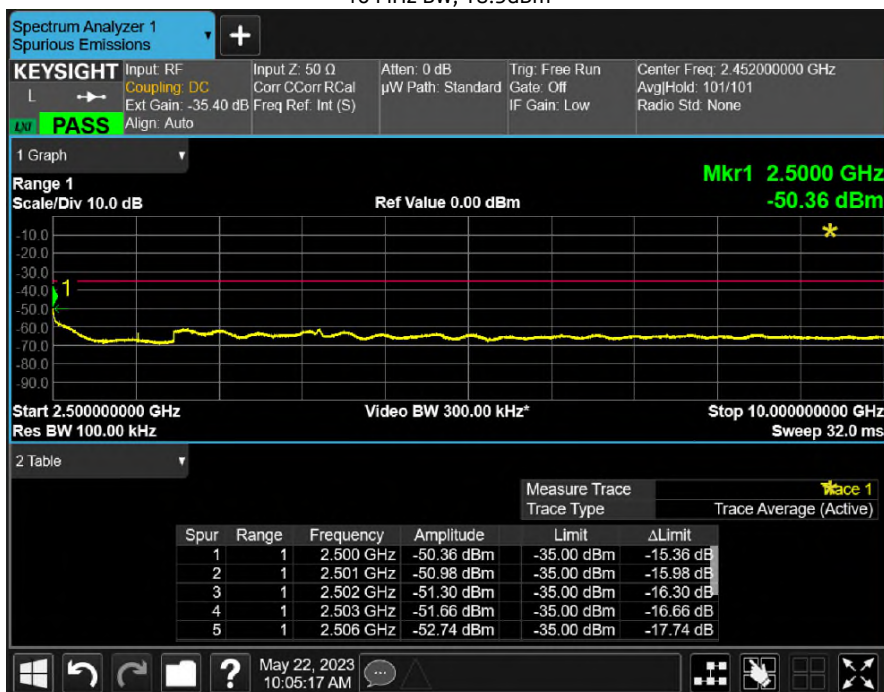 Spectrum Analyzer 1
Spurious Emissions
+
KEYSIGHT Input: RF Input Z: 50 Ω Atten: 0 dB Trig: Free Run Center Freq: 2.452000000 GHz
L Coupling: DC Corr CCorr RCal µW Path: Standard Gate: Off Avg|Hold: 101/101
Ext Gain: -35.40 dB Freq Ref: Int (S) IF Gain: Low Radio Std: None
LXI PASS Align: Auto
1 Graph
Mkr1 2.5000 GHz
Range 1
Scale/Div 10.0 dB Ref Value 0.00 dBm -50.36 dBm
-10.0
-20.0
-30.0
-40.0 1
-50.0
-60.0
-70.0
-80.0
-90.0
Start 2.500000000 GHz Video BW 300.00 kHz* Stop 10.000000000 GHz
Res BW 100.00 kHz Sweep 32.0 ms
2 Table
Measure Trace Trace 1
Trace Type Trace Average (Active)
Spur Range Frequency Amplitude Limit ΔLimit
1 1 2.500 GHz -50.36 dBm -35.00 dBm -15.36 dB
2 1 2.501 GHz -50.98 dBm -35.00 dBm -15.98 dB
3 1 2.502 GHz -51.30 dBm -35.00 dBm -16.30 dB
4 1 2.503 GHz -51.66 dBm -35.00 dBm -16.66 dB
5 1 2.506 GHz -52.74 dBm -35.00 dBm -17.74 dB
? May 22, 2023
10:05:17 AM